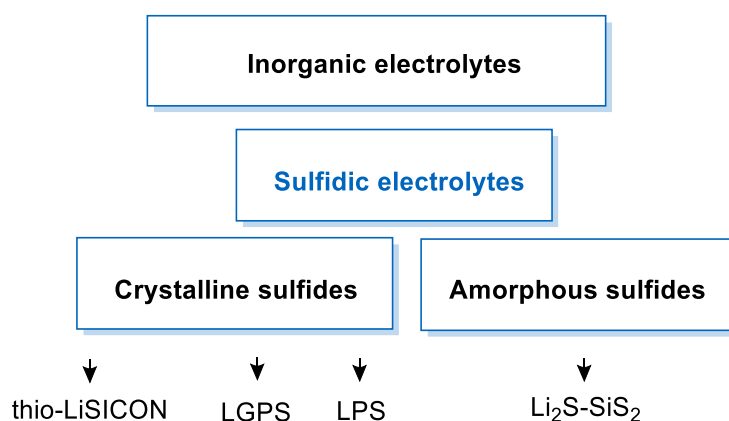 Inorganic electrolytes
Sulfidic electrolytes
Crystalline sulfides Amorphous sulfides
thio-LiSICON LGPS LPS Li₂S-SiS₂